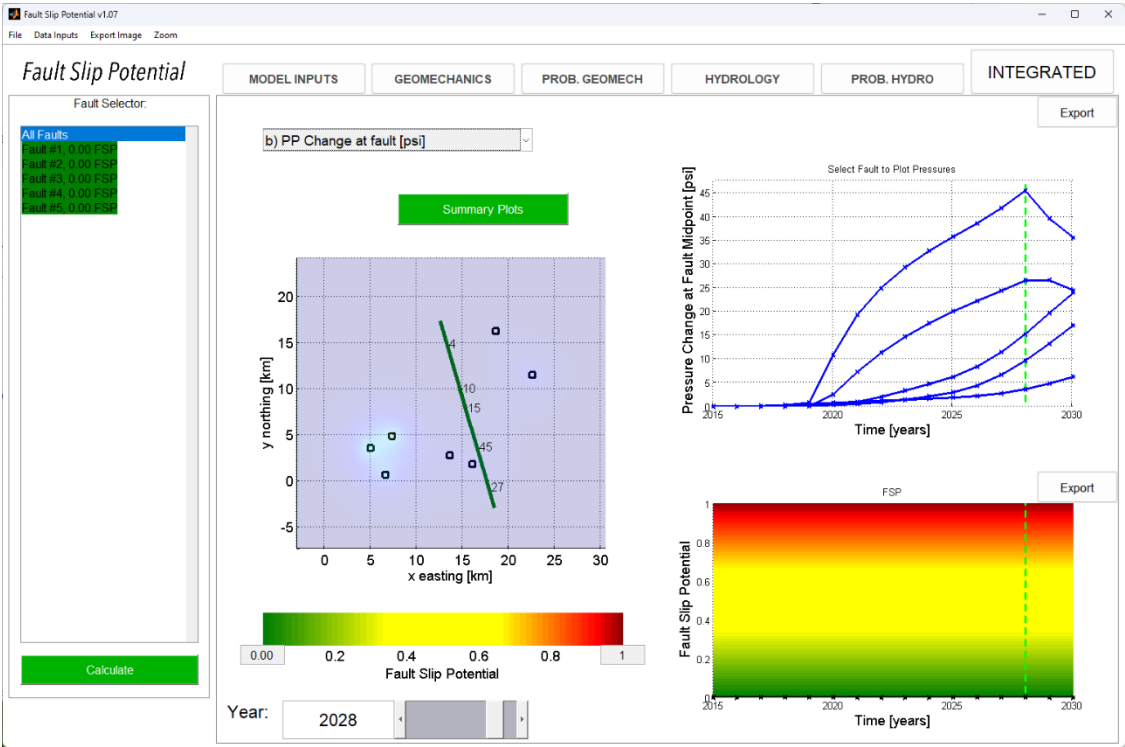 Fault Slip Potential v1.07
File Data Inputs Export Image Zoom
Fault Slip Potential
MODEL INPUTS GEOMECHANICS PROB. GEOMECH HYDROLOGY PROB. HYDRO INTEGRATED
Fault Selector:
All Faults
Fault #1, 0.00 FSP
Fault #2, 0.00 FSP
Fault #3, 0.00 FSP
Fault #4, 0.00 FSP
Fault #5, 0.00 FSP
Calculate
b) PP Change at fault [psi]
Summary Plots
20
15
10
5
0
-5
y northing [km]
4
10
15
45
27
0 5 10 15 20 25 30
x easting [km]
0.00 0.2 0.4 0.6 0.8 1
Fault Slip Potential
Year: 2028
Export
Select Fault to Plot Pressures
Pressure Change at Fault Midpoint [psi]
45
40
35
30
25
20
15
10
5
0
2015 2020 2025 2030
Time [years]
Export
FSP
Fault Slip Potential
1
0.8
0.6
0.4
0.2
0
2015 2020 2025 2030
Time [years]